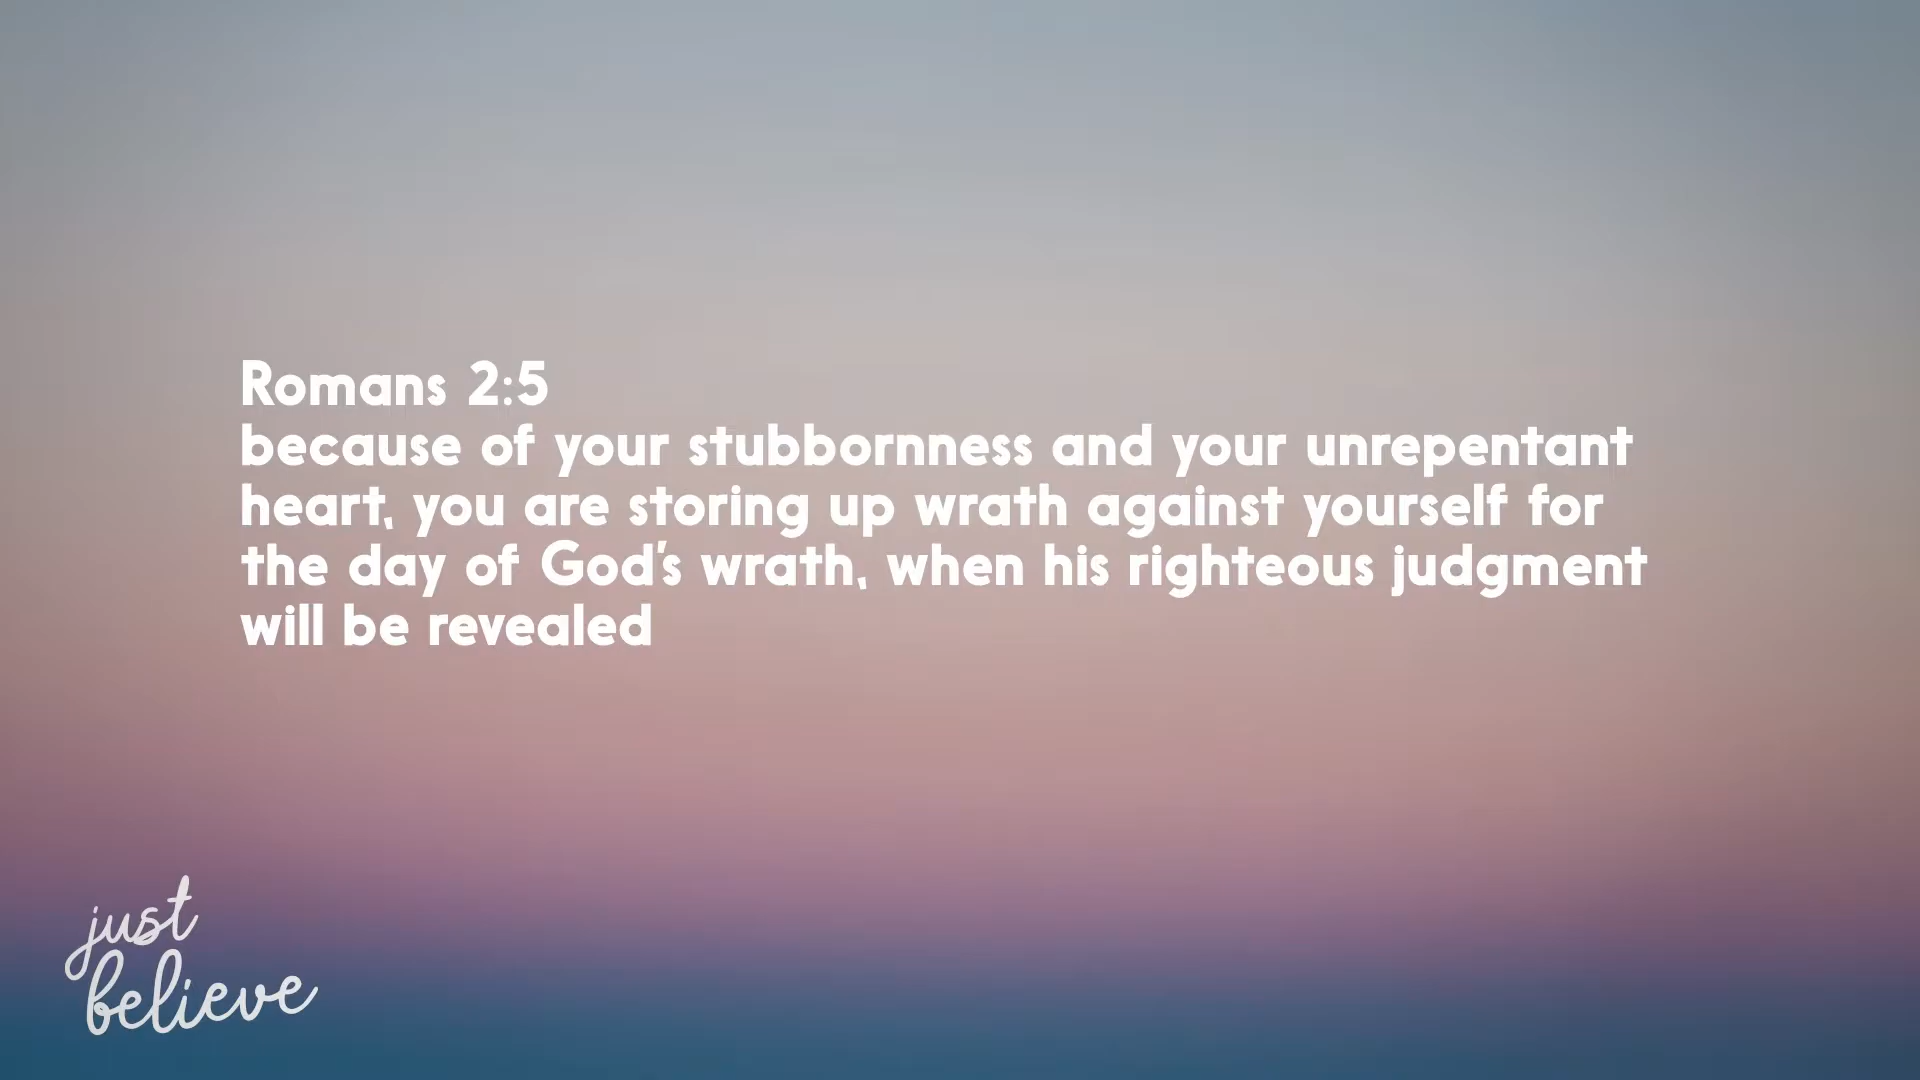 Romans 2:5
because of your stubbornness and your unrepentant
heart, you are storing up wrath against yourself for
the day of God's wrath, when his righteous judgment
will be revealed
just
believe